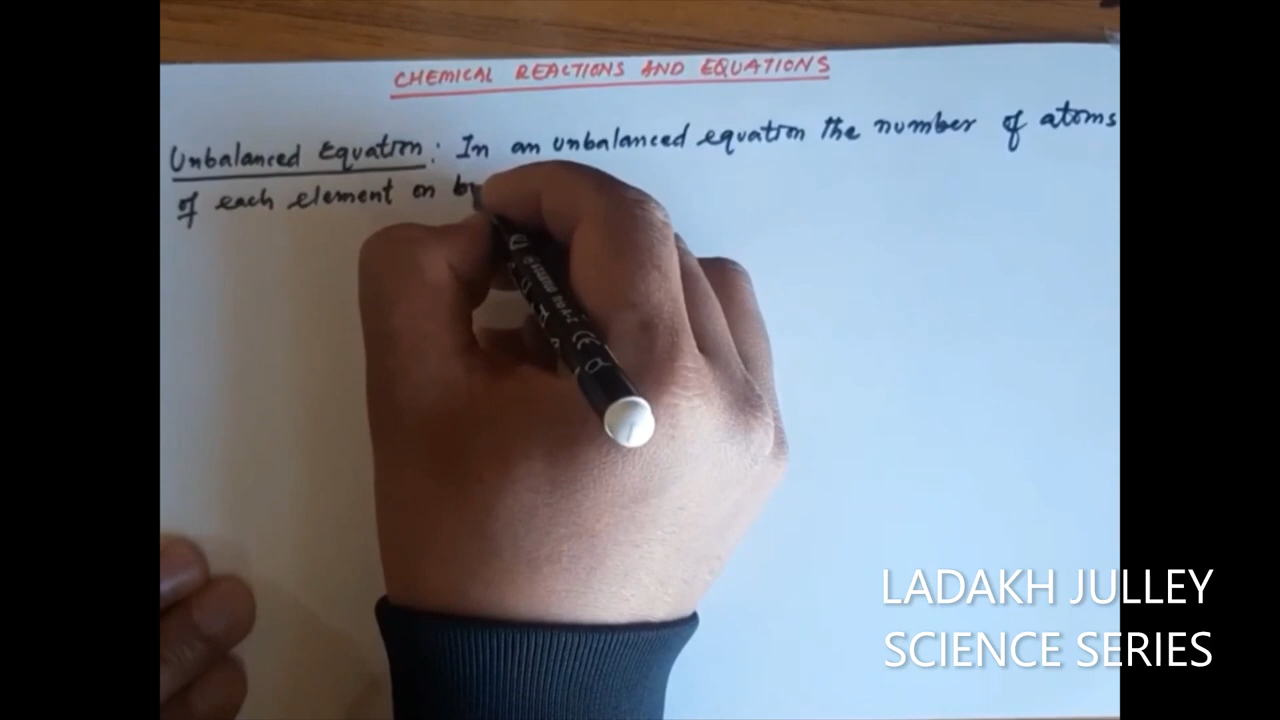 CHEMICAL REACTIONS AND EQUATIONS
Unbalanced Equation: In an unbalanced equation the number of atoms
of each element on
LADAKH JULLEY
SCIENCE SERIES